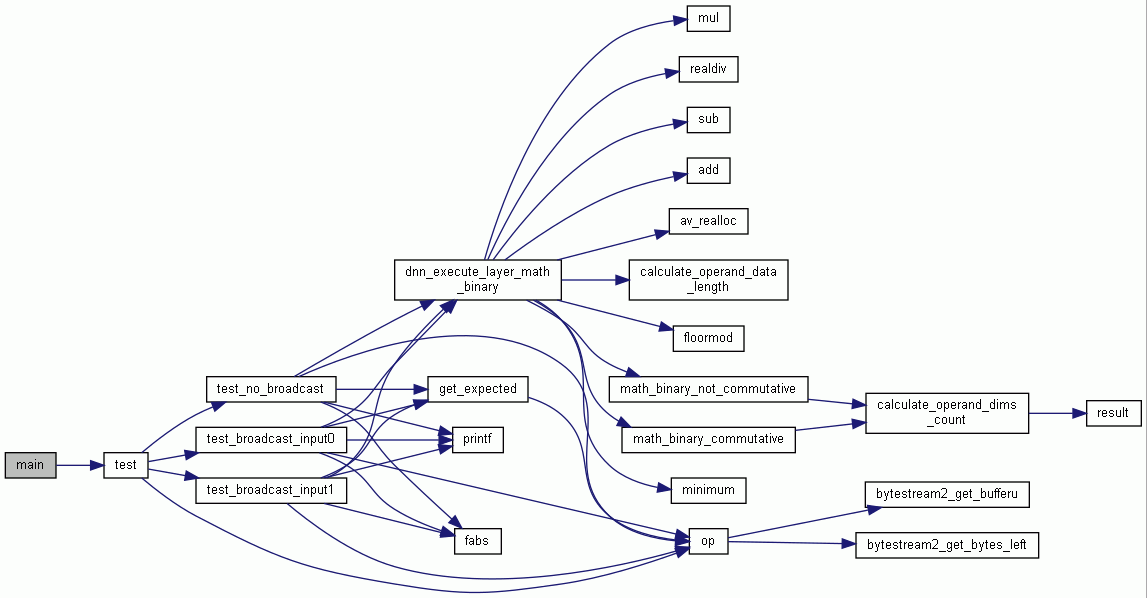 mul
realdiv
sub
add
av_realloc
dnn_execute_layer_math
_binary
calculate_operand_data
_length
floormod
test_no_broadcast
get_expected
math_binary_not_commutative
calculate_operand_dims
_count
result
test_broadcast_input0
printf
math_binary_commutative
main
test
test_broadcast_input1
minimum
bytestream2_get_bufferu
fabs
op
bytestream2_get_bytes_left